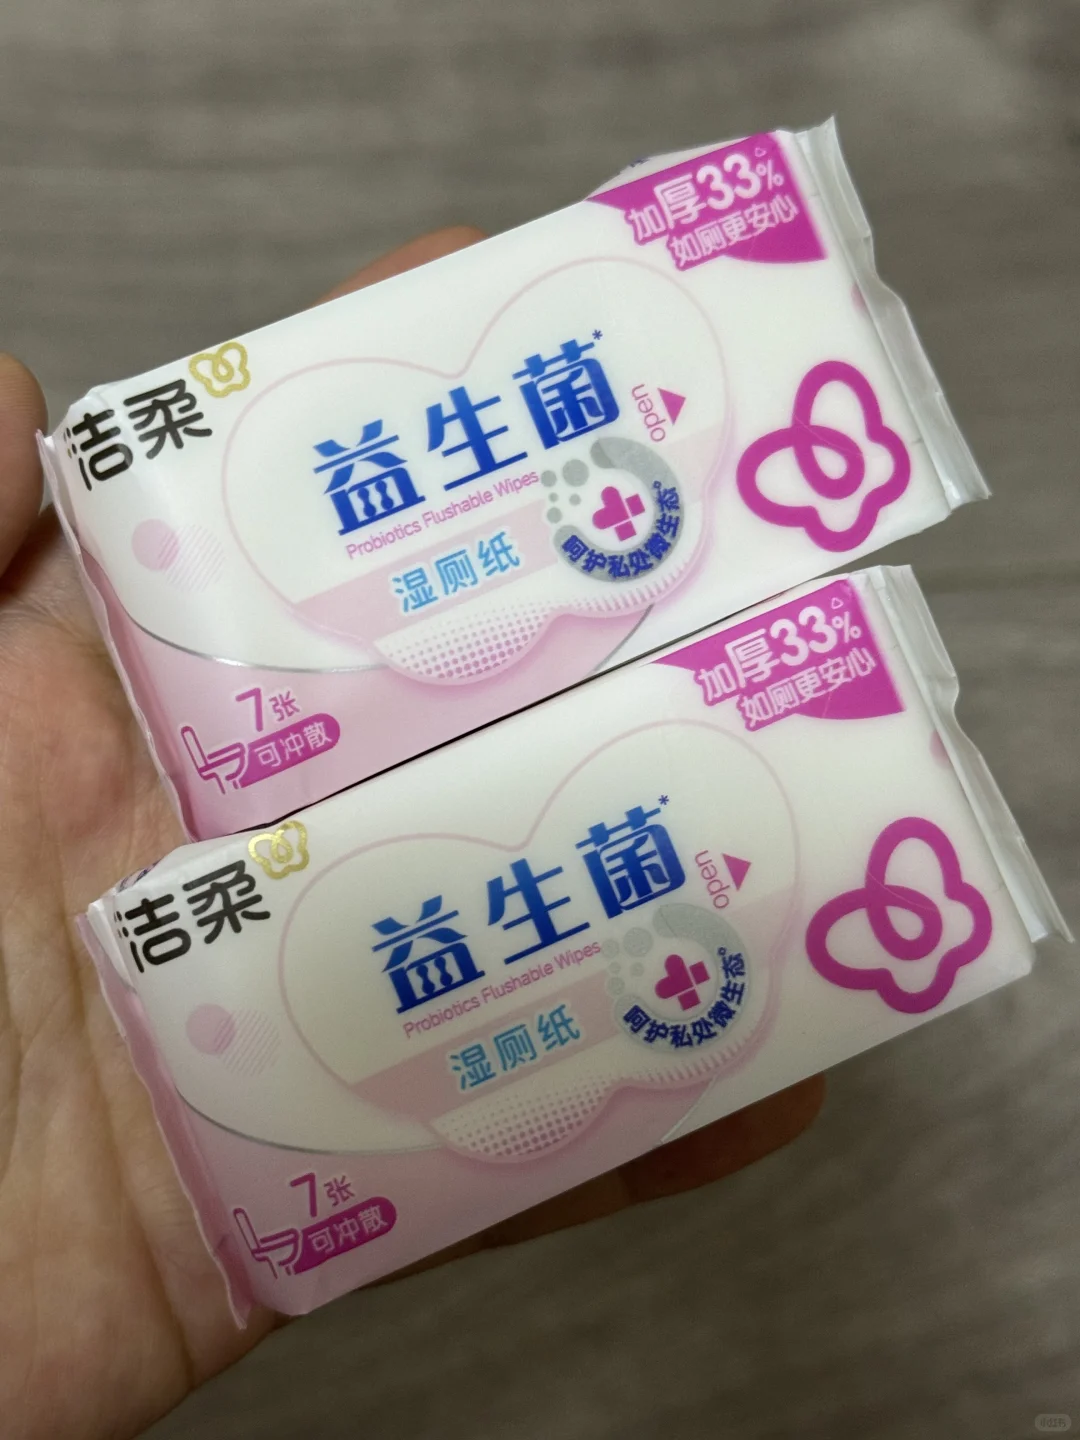 加厚33%
如厕更安心
洁柔
益生菌*
open
Probiotics Flushable Wipes
湿厕纸
呵护私处微生态
7张
可冲散
加厚33%
如厕更安心
洁柔
益生菌*
open
Probiotics Flushable Wipes
湿厕纸
呵护私处微生态
7张
可冲散